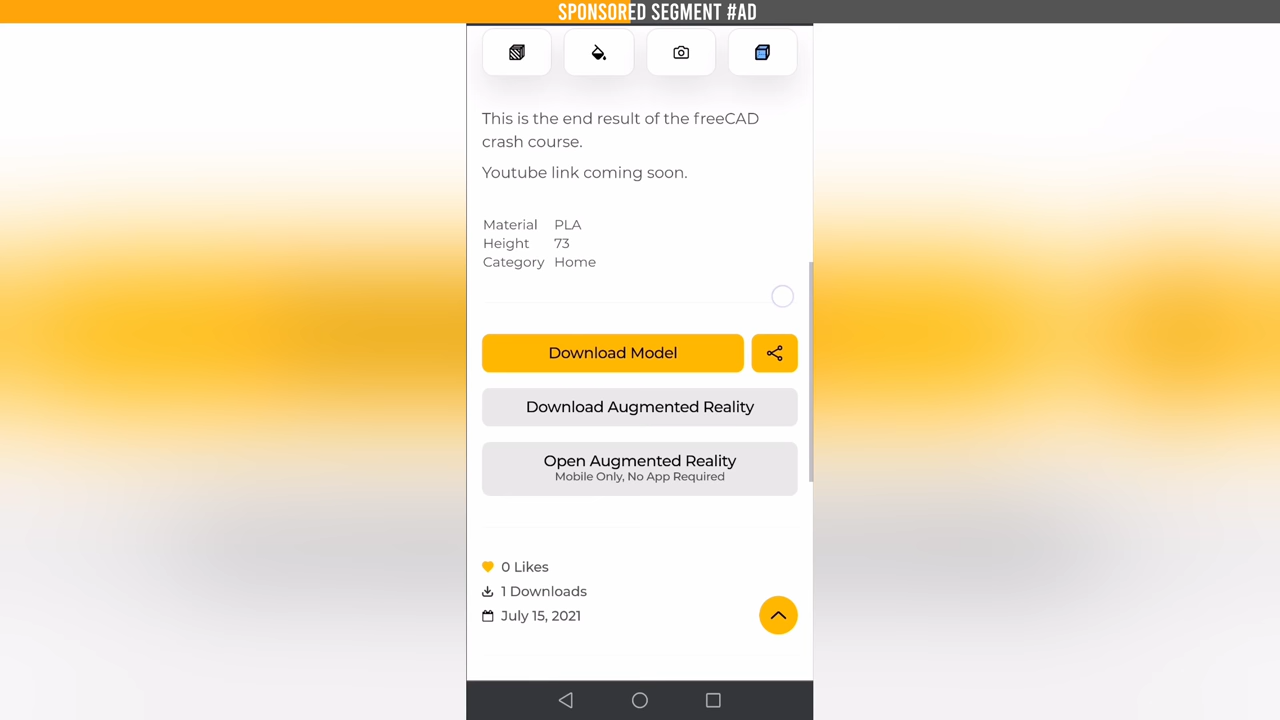 SPONSORED SEGMENT #AD
This is the end result of the freeCAD
crash course.
Youtube link coming soon.
Material PLA
Height 73
Category Home
Download Model
Download Augmented Reality
Open Augmented Reality
Mobile Only, No App Required
0 Likes
1 Downloads
July 15, 2021